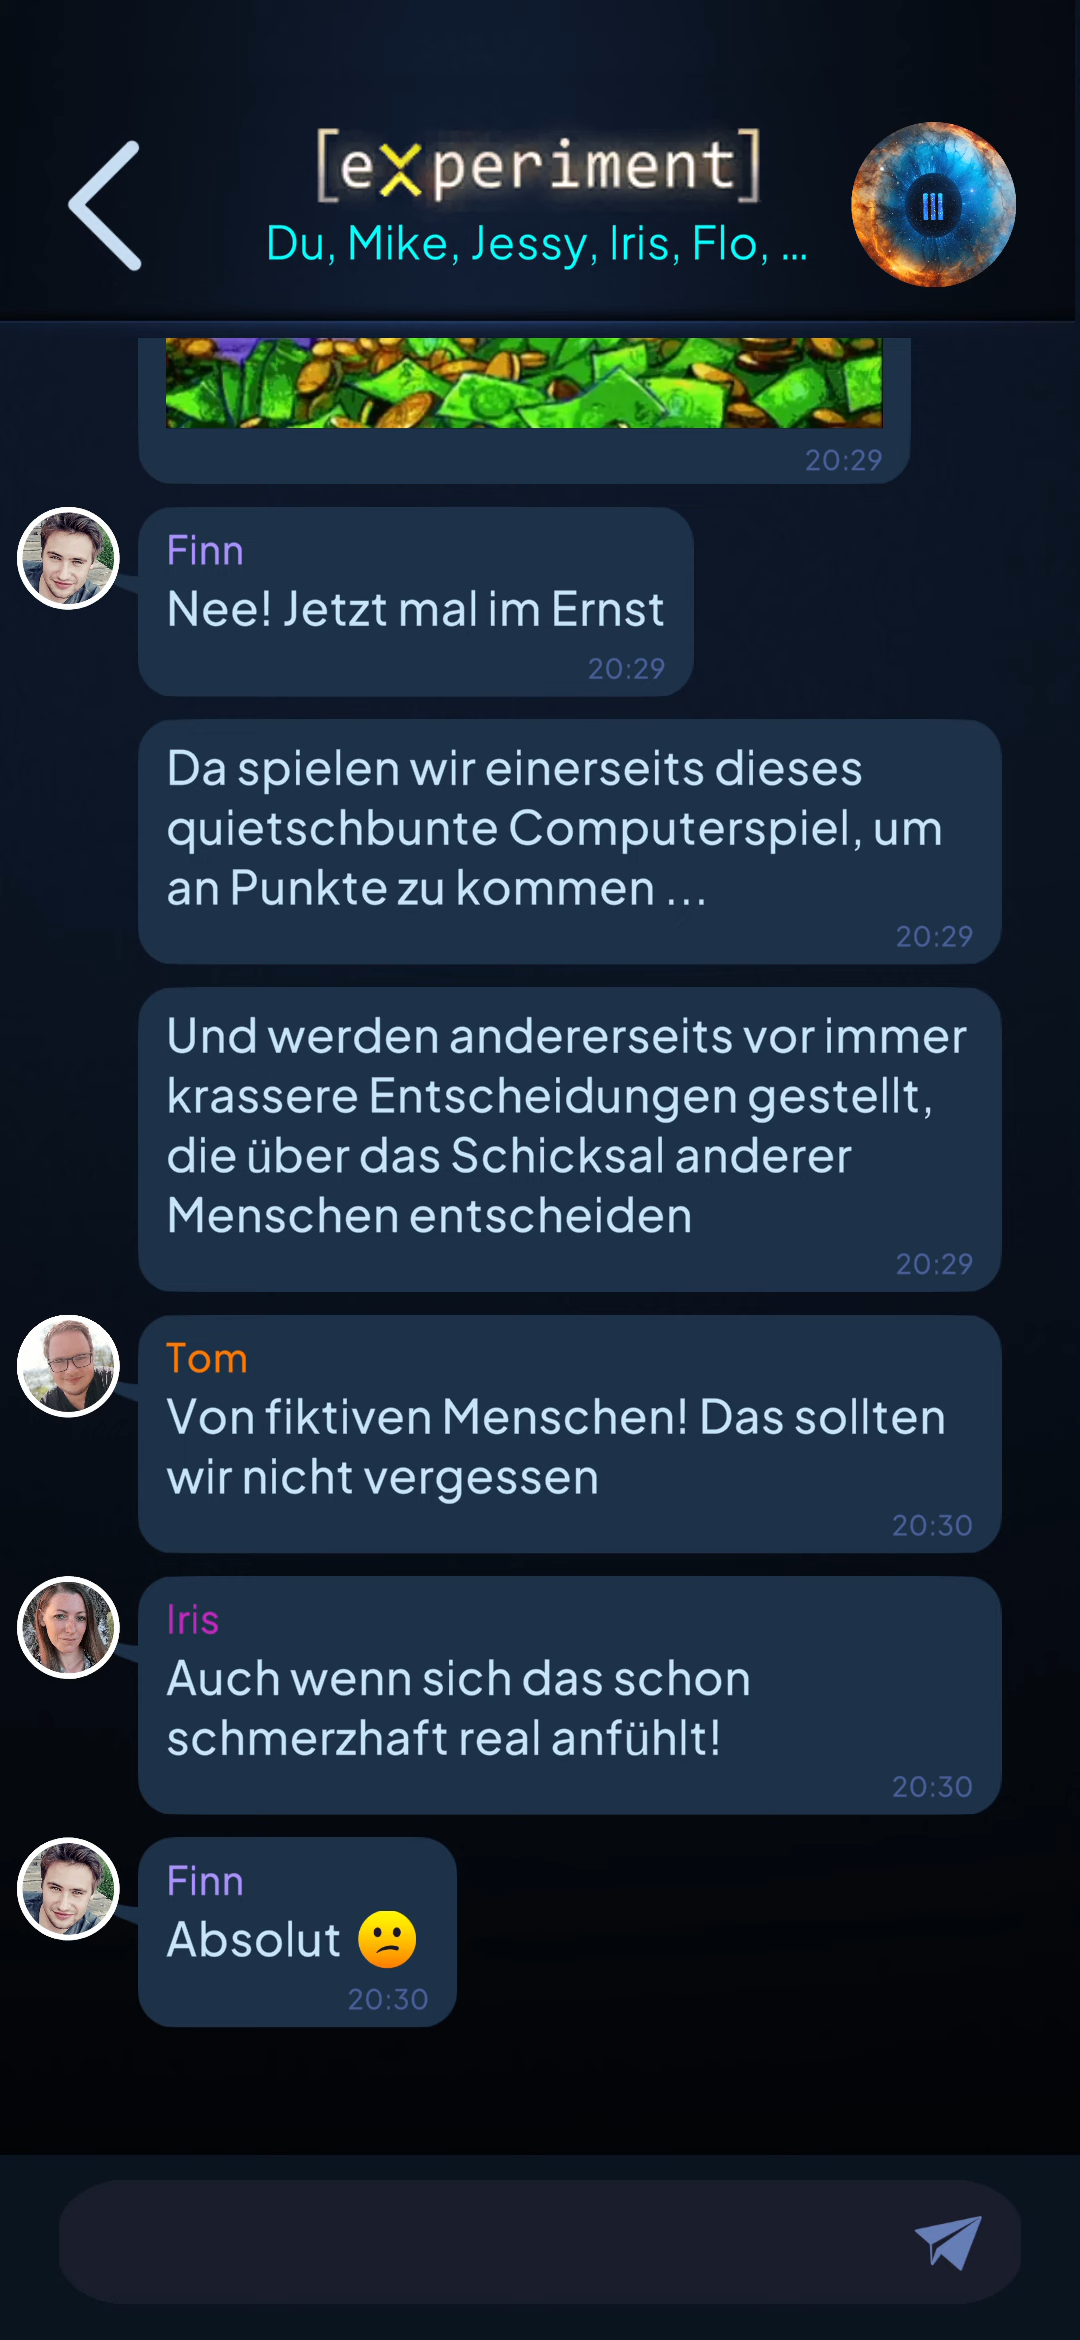 [experiment]
Du, Mike, Jessy, Iris, Flo, ...
20:29
Finn
Nee! Jetzt mal im Ernst
20:29
Da spielen wir einerseits dieses
quietschbunte Computerspiel, um
an Punkte zu kommen ...
20:29
Und werden andererseits vor immer
krassere Entscheidungen gestellt,
die über das Schicksal anderer
Menschen entscheiden
20:29
Tom
Von fiktiven Menschen! Das sollten
wir nicht vergessen
20:30
Iris
Auch wenn sich das schon
schmerzhaft real anfühlt!
20:30
Finn
Absolut 😕
20:30